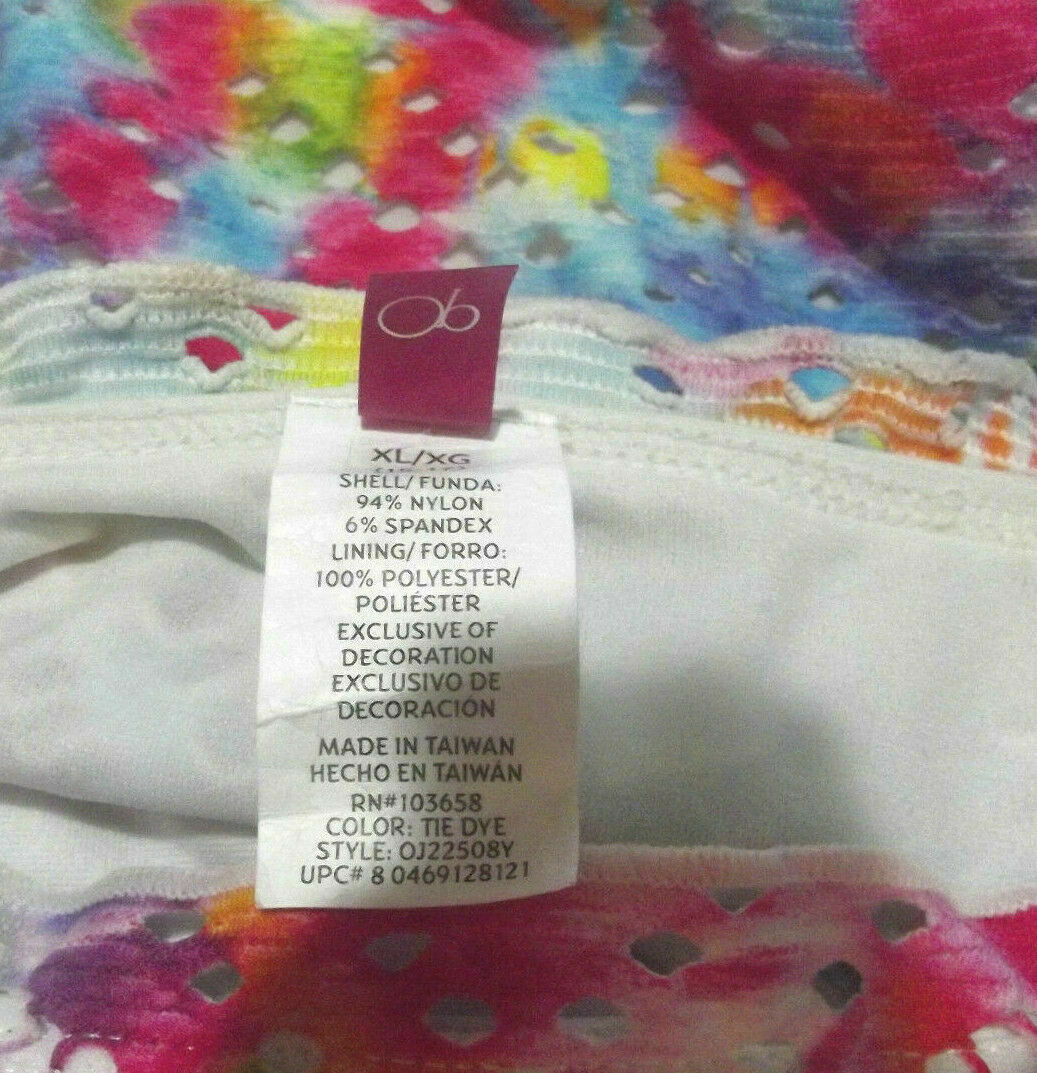 Ob
XL/XG
SHELL/ FUNDA:
94% NYLON
6% SPANDEX
LINING/ FORRO:
100% POLYESTER/
POLIÉSTER
EXCLUSIVE OF
DECORATION
EXCLUSIVO DE
DECORACIÓN
MADE IN TAIWAN
HECHO EN TAIWÁN
RN#103658
COLOR: TIE DYE
STYLE: OJ22508Y
UPC# 8 0469128121